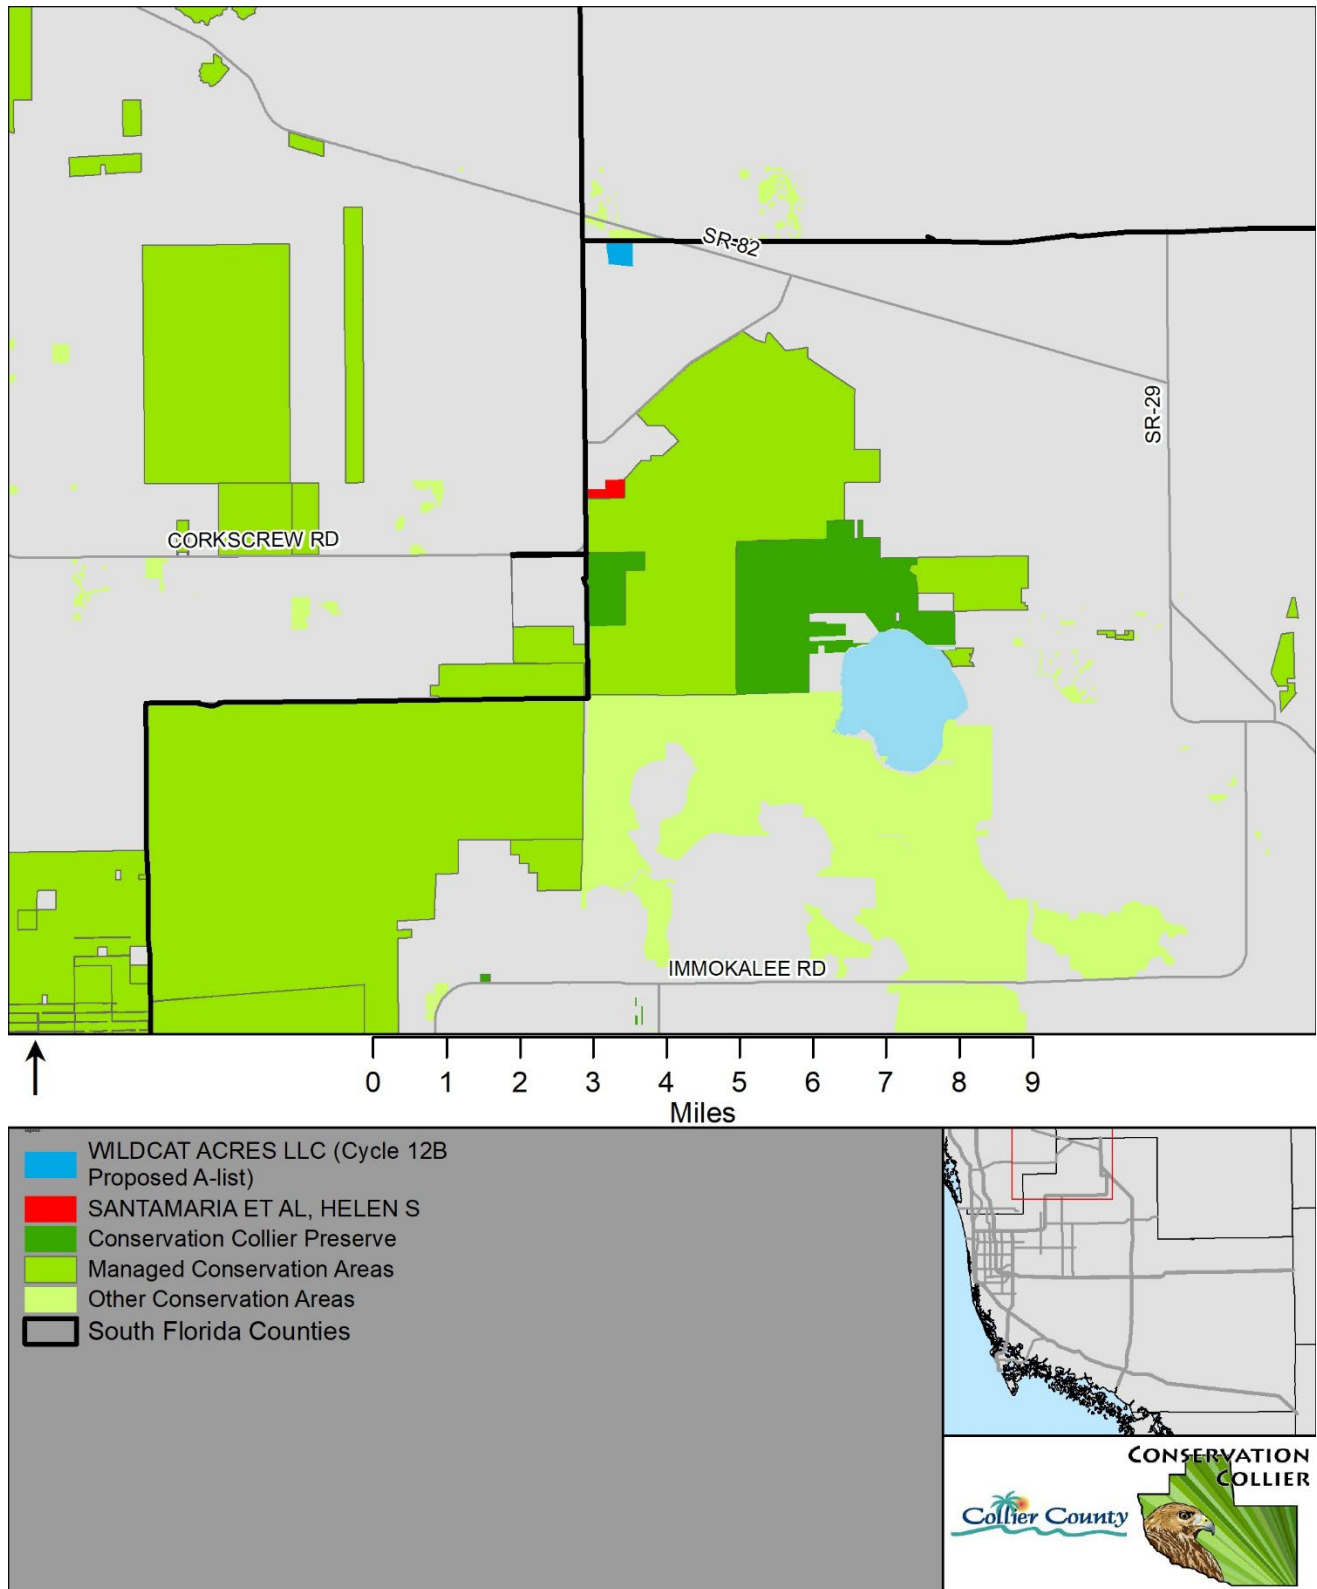 SR-82
SR-29
CORKSCREW RD
IMMOKALEE RD
0 1 2 3 4 5 6 7 8 9
Miles
WILDCAT ACRES LLC (Cycle 12B
Proposed A-list)
SANTAMARIA ET AL, HELEN S
Conservation Collier Preserve
Managed Conservation Areas
Other Conservation Areas
South Florida Counties
CONSERVATION
COLLIER
Collier County